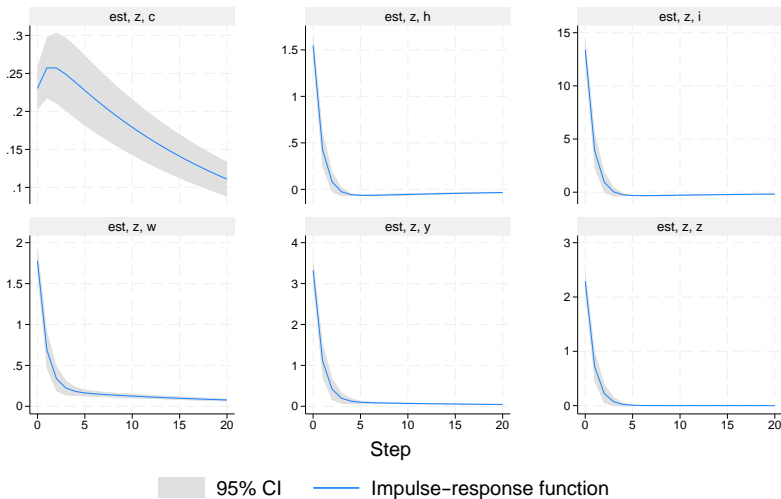 est, z, c
est, z, h
est, z, i
.3
.25
.2
.15
.1
1.5
1
.5
0
15
10
5
0
est, z, w
est, z, y
est, z, z
2
1.5
1
.5
0
4
3
2
1
0
3
2
1
0
0 5 10 15 20
0 5 10 15 20
0 5 10 15 20
Step
95% CI
Impulse-response function